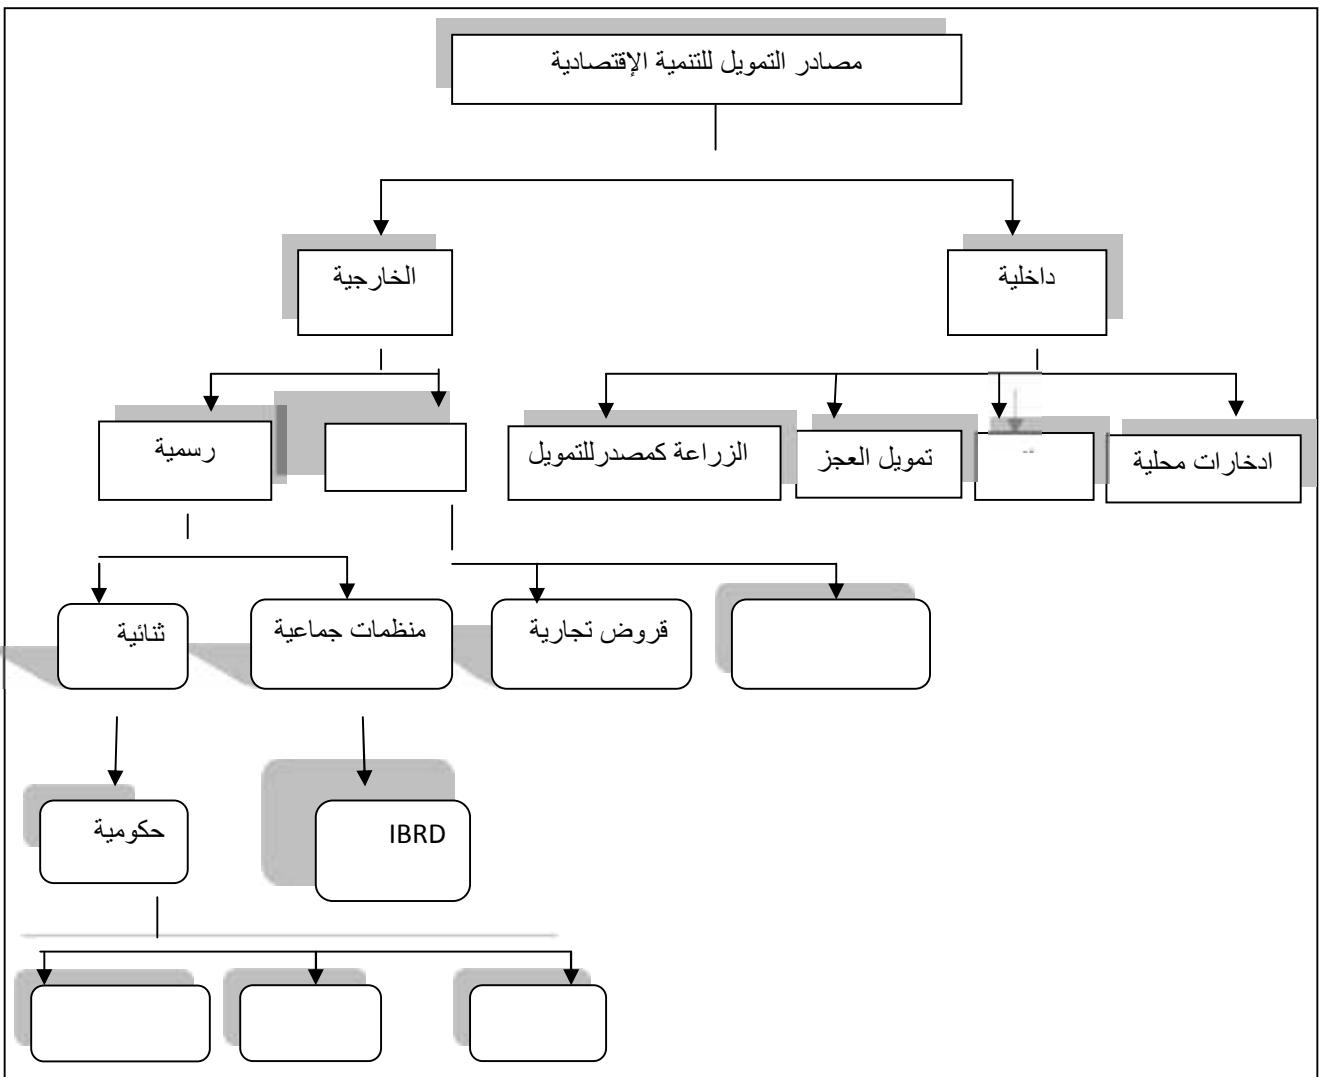 مصادر التمويل للتنمية الإقتصادية
داخلية
الخارجية
ادخارات محلية
تمويل العجز
الزراعة كمصدرللتمويل
رسمية
قروض تجارية
منظمات جماعية
ثنائية
IBRD
حكومية